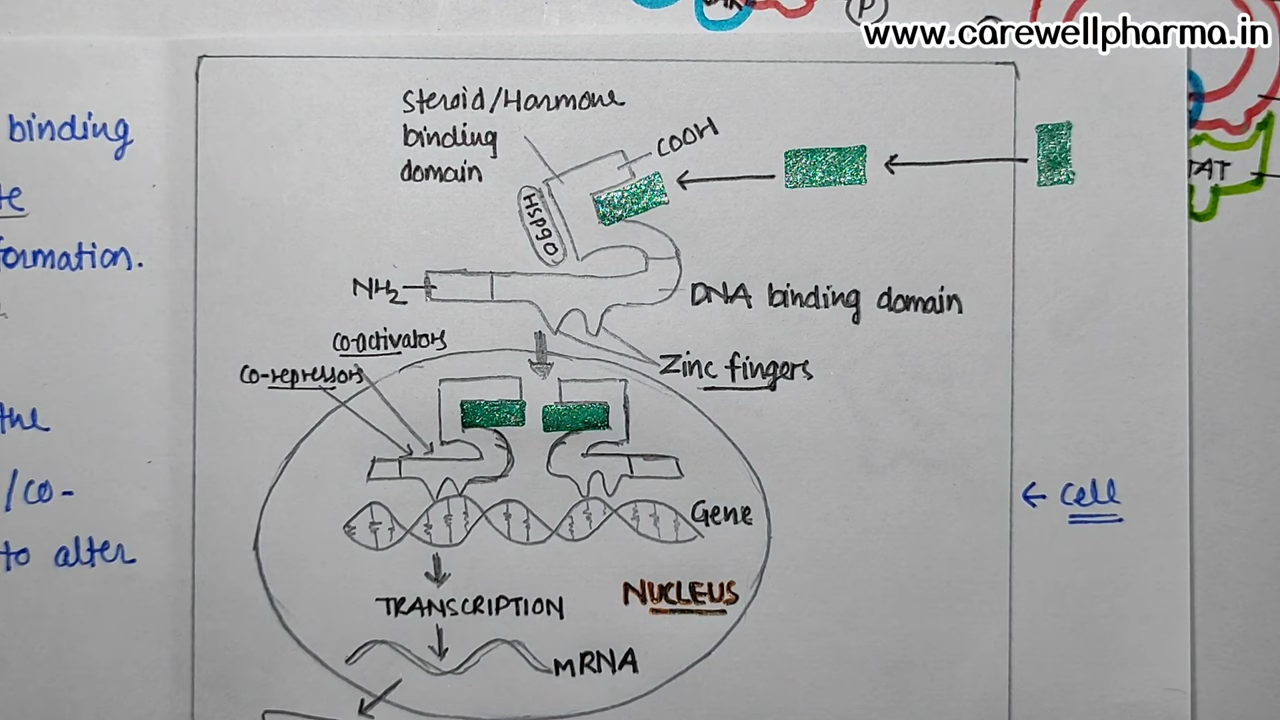 www.carewellpharma.in
P
binding
formation.
the
/co-
to alter
Steroid/Harmone
binding
domain
COOH
HSP90
NH2
DNA binding domain
Zinc fingers
co-activators
co-repressors
Gene
TRANSCRIPTION
NUCLEUS
mRNA
← cell
TAT